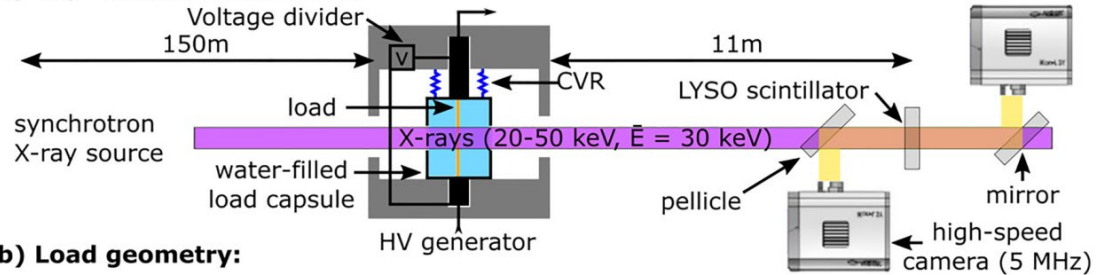 Voltage divider
150m
11m
V
CVR
LYSO scintillator
load
synchrotron
X-ray source
X-rays (20-50 keV, Ē = 30 keV)
water-filled
load capsule
pellicle
mirror
HV generator
high-speed
camera (5 MHz)
b) Load geometry: